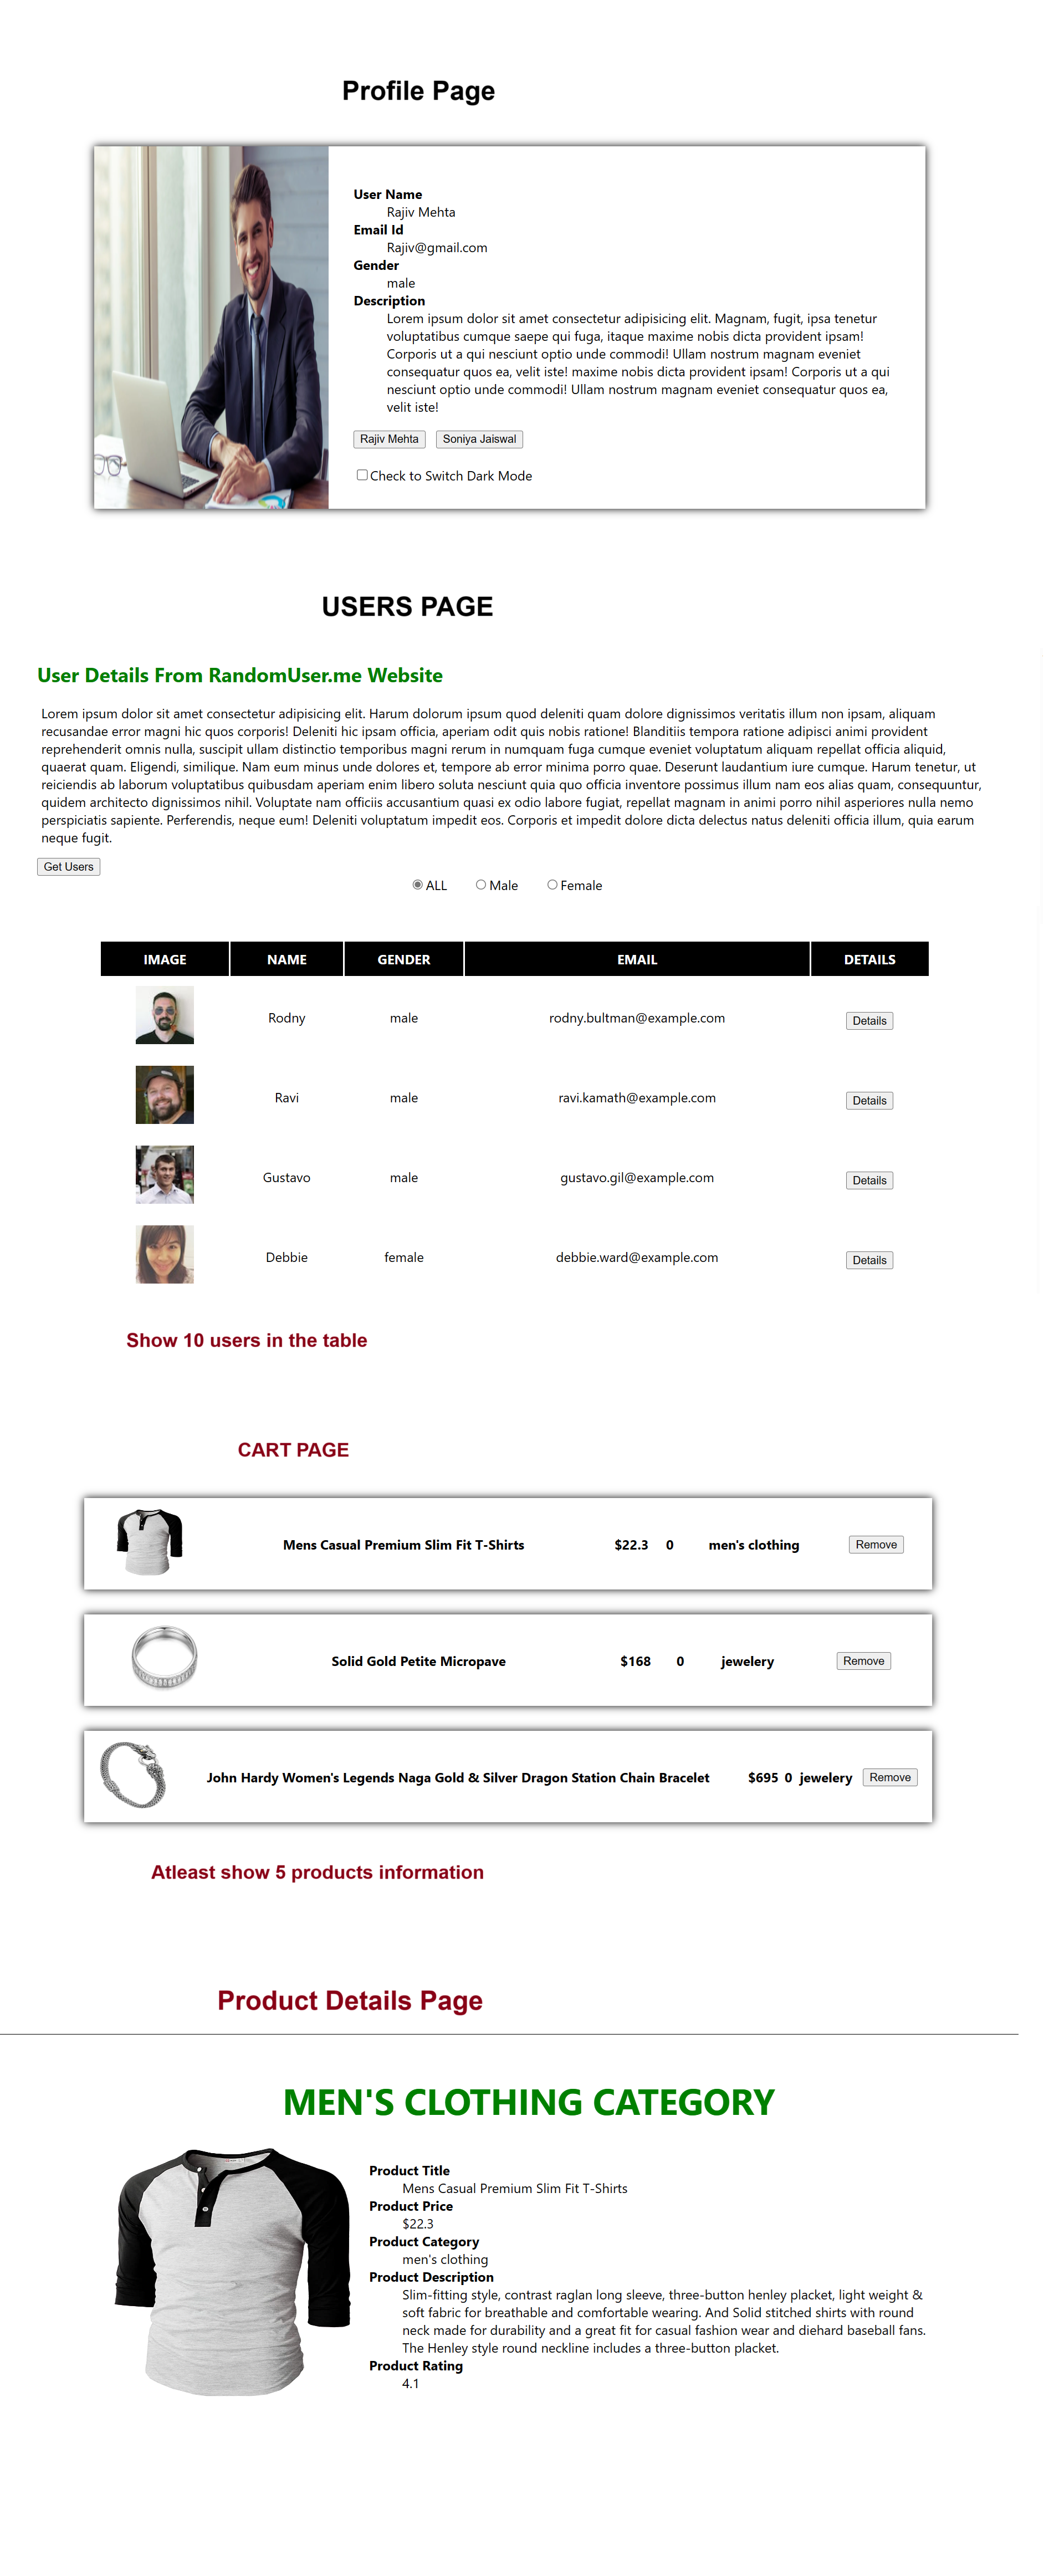 Profile Page
User Name
Rajiv Mehta
Email Id
Rajiv@gmail.com
Gender
male
Description
Lorem ipsum dolor sit amet consectetur adipisicing elit. Magnam, fugit, ipsa tenetur
voluptatibus cumque saepe qui fuga, itaque maxime nobis dicta provident ipsam!
Corporis ut a qui nesciunt optio unde commodi! Ullam nostrum magnam eveniet
consequatur quos ea, velit iste! maxime nobis dicta provident ipsam! Corporis ut a qui
nesciunt optio unde commodi! Ullam nostrum magnam eveniet consequatur quos ea,
velit iste!
Rajiv Mehta Soniya Jaiswal
Check to Switch Dark Mode
USERS PAGE
User Details From RandomUser.me Website
Lorem ipsum dolor sit amet consectetur adipisicing elit. Harum dolorum ipsum quod deleniti quam dolore dignissimos veritatis illum non ipsam, aliquam
recusandae error magni hic quos corporis! Deleniti hic ipsam officia, aperiam odit quis nobis ratione! Blanditiis tempora ratione adipisci animi provident
reprehenderit omnis nulla, suscipit ullam distinctio temporibus magni rerum in numquam fuga cumque eveniet voluptatum aliquam repellat officia aliquid,
quaerat quam. Eligendi, similique. Nam eum minus unde dolores et, tempore ab error minima porro quae. Deserunt laudantium iure cumque. Harum tenetur, ut
reiciendis ab laborum voluptatibus quibusdam aperiam enim libero soluta nesciunt quia quo officia inventore possimus illum nam eos alias quam, consequuntur,
quidem architecto dignissimos nihil. Voluptate nam officiis accusantium quasi ex odio labore fugiat, repellat magnam in animi porro nihil asperiores nulla nemo
perspiciatis sapiente. Perferendis, neque eum! Deleniti voluptatum impedit eos. Corporis et impedit dolore dicta delectus natus deleniti officia illum, quia earum
neque fugit.
Get Users
ALL Male Female
IMAGE NAME GENDER EMAIL DETAILS
Rodny male rodny.bultman@example.com Details
Ravi male ravi.kamath@example.com Details
Gustavo male gustavo.gil@example.com Details
Debbie female debbie.ward@example.com Details
Show 10 users in the table
CART PAGE
Mens Casual Premium Slim Fit T-Shirts $22.3 0 men's clothing Remove
Solid Gold Petite Micropave $168 0 jewelery Remove
John Hardy Women's Legends Naga Gold & Silver Dragon Station Chain Bracelet $695 0 jewelery Remove
Atleast show 5 products information
Product Details Page
MEN'S CLOTHING CATEGORY
Product Title
Mens Casual Premium Slim Fit T-Shirts
Product Price
$22.3
Product Category
men's clothing
Product Description
Slim-fitting style, contrast raglan long sleeve, three-button henley placket, light weight &
soft fabric for breathable and comfortable wearing. And Solid stitched shirts with round
neck made for durability and a great fit for casual fashion wear and diehard baseball fans.
The Henley style round neckline includes a three-button placket.
Product Rating
4.1